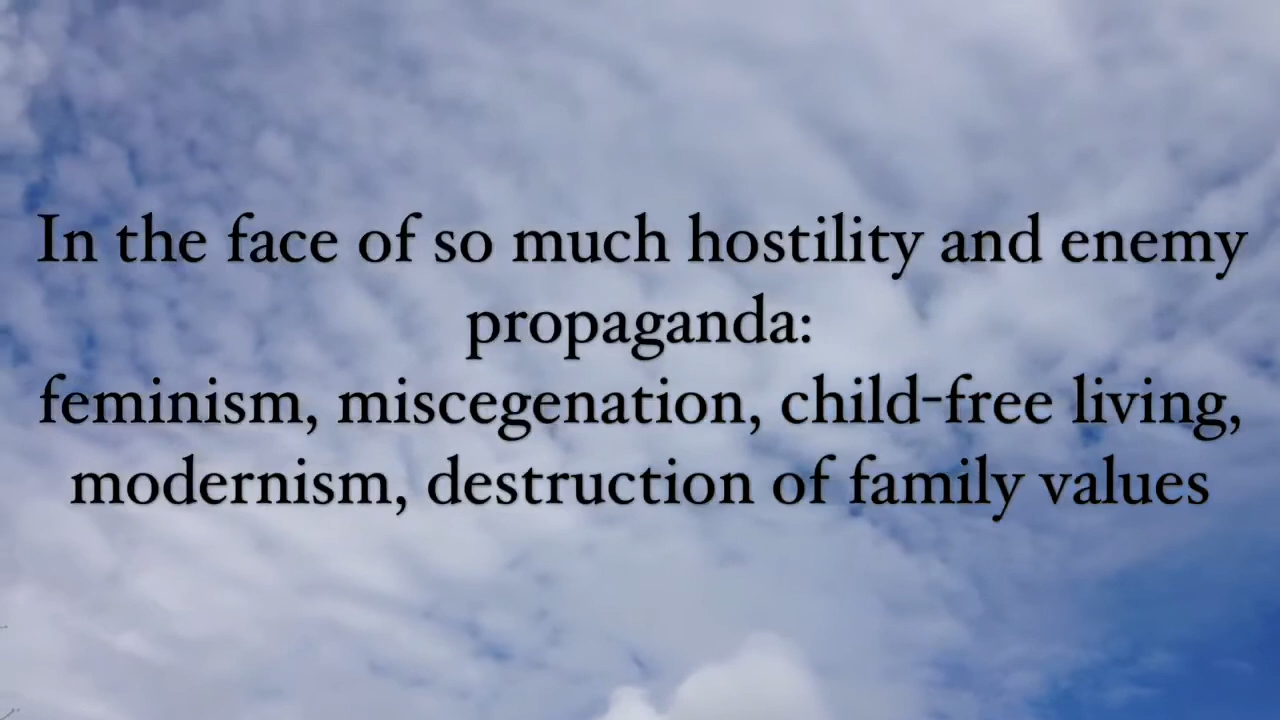 In the face of so much hostility and enemy
propaganda:
feminism, miscegenation, child-free living,
modernism, destruction of family values